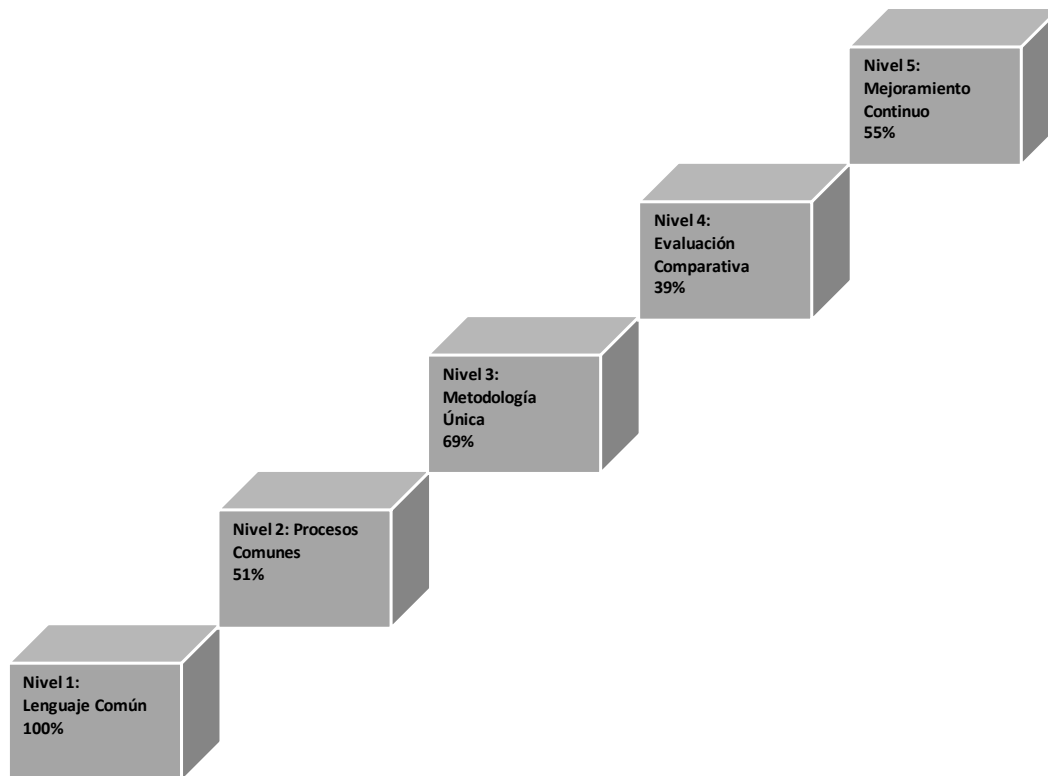 Nivel 5:
Mejoramiento
Continuo
55%
Nivel 4:
Evaluación
Comparativa
39%
Nivel 3:
Metodología
Única
69%
Nivel 2: Procesos
Comunes
51%
Nivel 1:
Lenguaje Común
100%